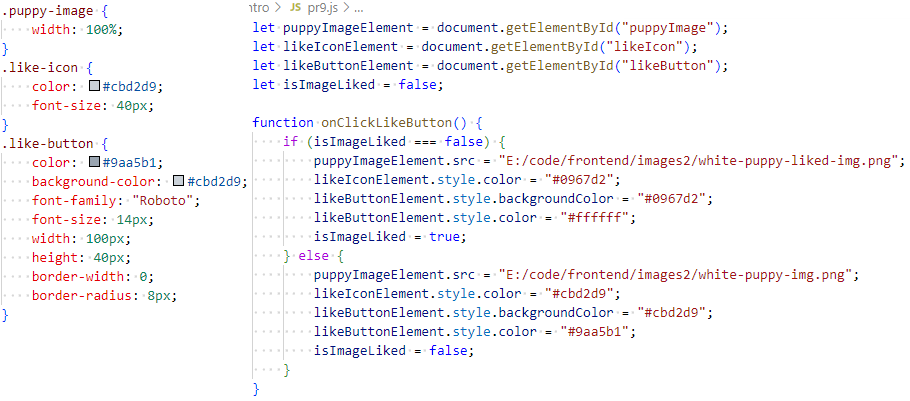 .puppy-image {
    width: 100%;
}
.like-icon {
    color: #cbd2d9;
    font-size: 40px;
}
.like-button {
    color: #9aa5b1;
    background-color: #cbd2d9;
    font-family: "Roboto";
    font-size: 14px;
    width: 100px;
    height: 40px;
    border-width: 0;
    border-radius: 8px;
}
ntro > JS pr9.js > ...
let puppyImageElement = document.getElementById("puppyImage");
let likeIconElement = document.getElementById("likeIcon");
let likeButtonElement = document.getElementById("likeButton");
let isImageLiked = false;

function onClickLikeButton() {
    if (isImageLiked === false) {
        puppyImageElement.src = "E:/code/frontend/images2/white-puppy-liked-img.png";
        likeIconElement.style.color = "#0967d2";
        likeButtonElement.style.backgroundColor = "#0967d2";
        likeButtonElement.style.color = "#ffffff";
        isImageLiked = true;
    } else {
        puppyImageElement.src = "E:/code/frontend/images2/white-puppy-img.png";
        likeIconElement.style.color = "#cbd2d9";
        likeButtonElement.style.backgroundColor = "#cbd2d9";
        likeButtonElement.style.color = "#9aa5b1";
        isImageLiked = false;
    }
}